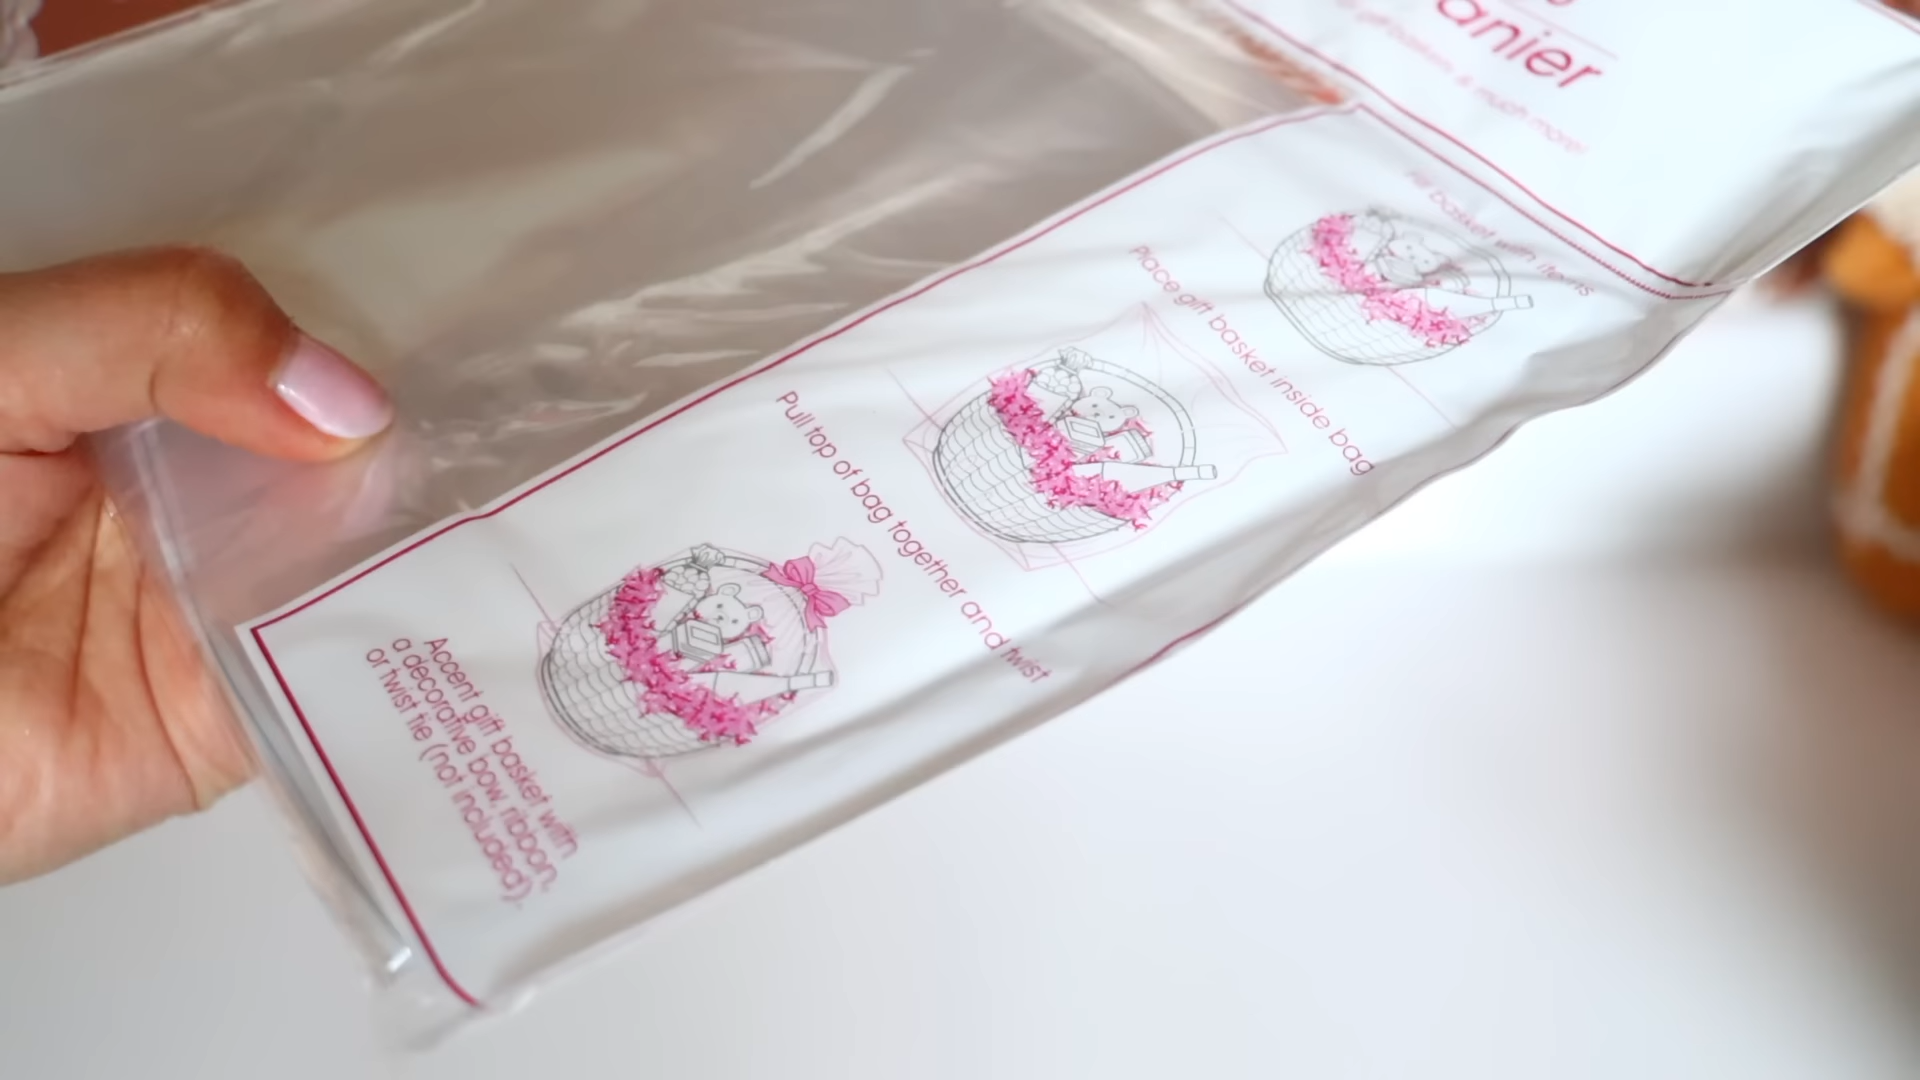 anier
& much more!
Fill basket with items
Place gift basket inside bag
Pull top of bag together and twist
Accent gift basket with
a decorative bow, ribbon,
or twist tie (not included).